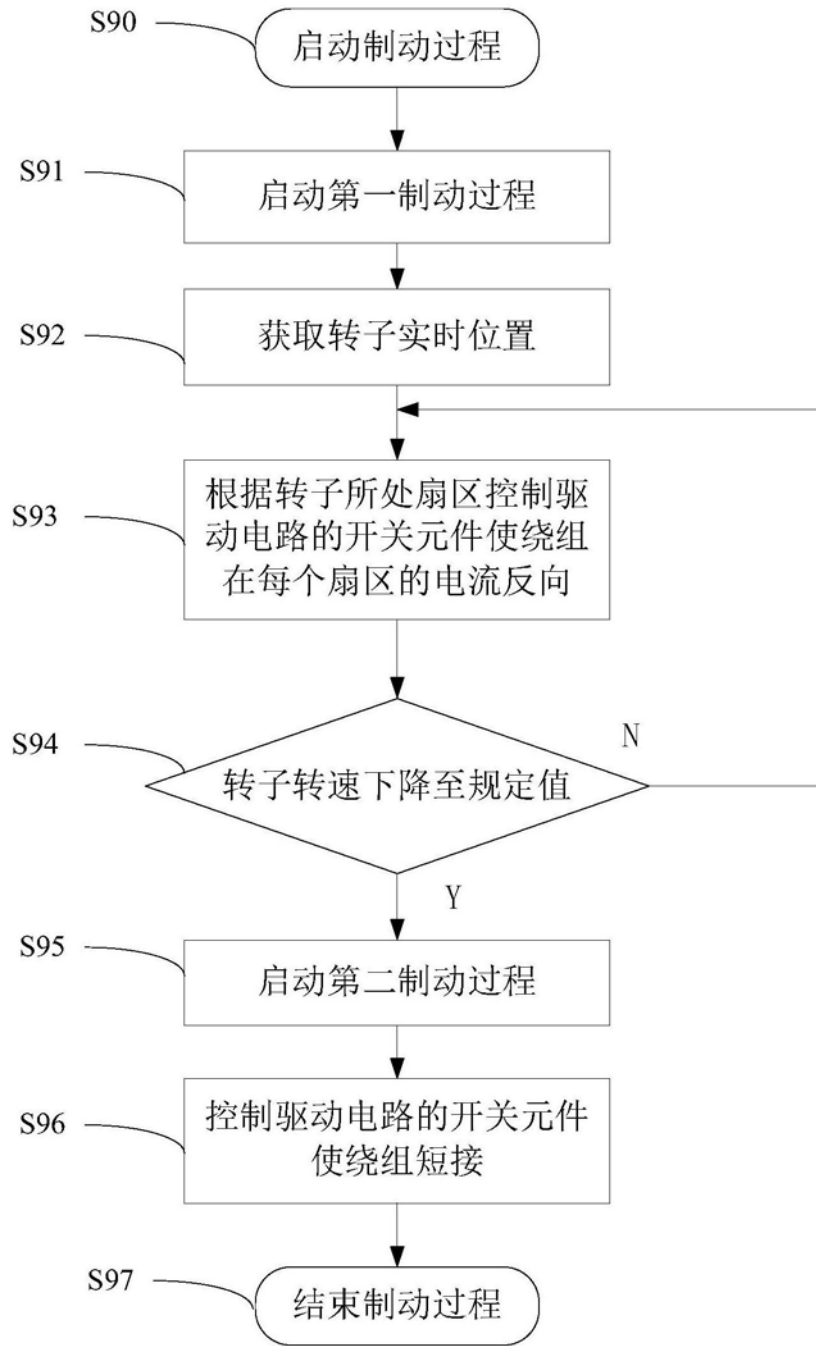 S90
启动制动过程
S91
启动第一制动过程
S92
获取转子实时位置
S93
根据转子所处扇区控制驱
动电路的开关元件使绕组
在每个扇区的电流反向
S94
转子转速下降至规定值
N
Y
S95
启动第二制动过程
S96
控制驱动电路的开关元件
使绕组短接
S97
结束制动过程